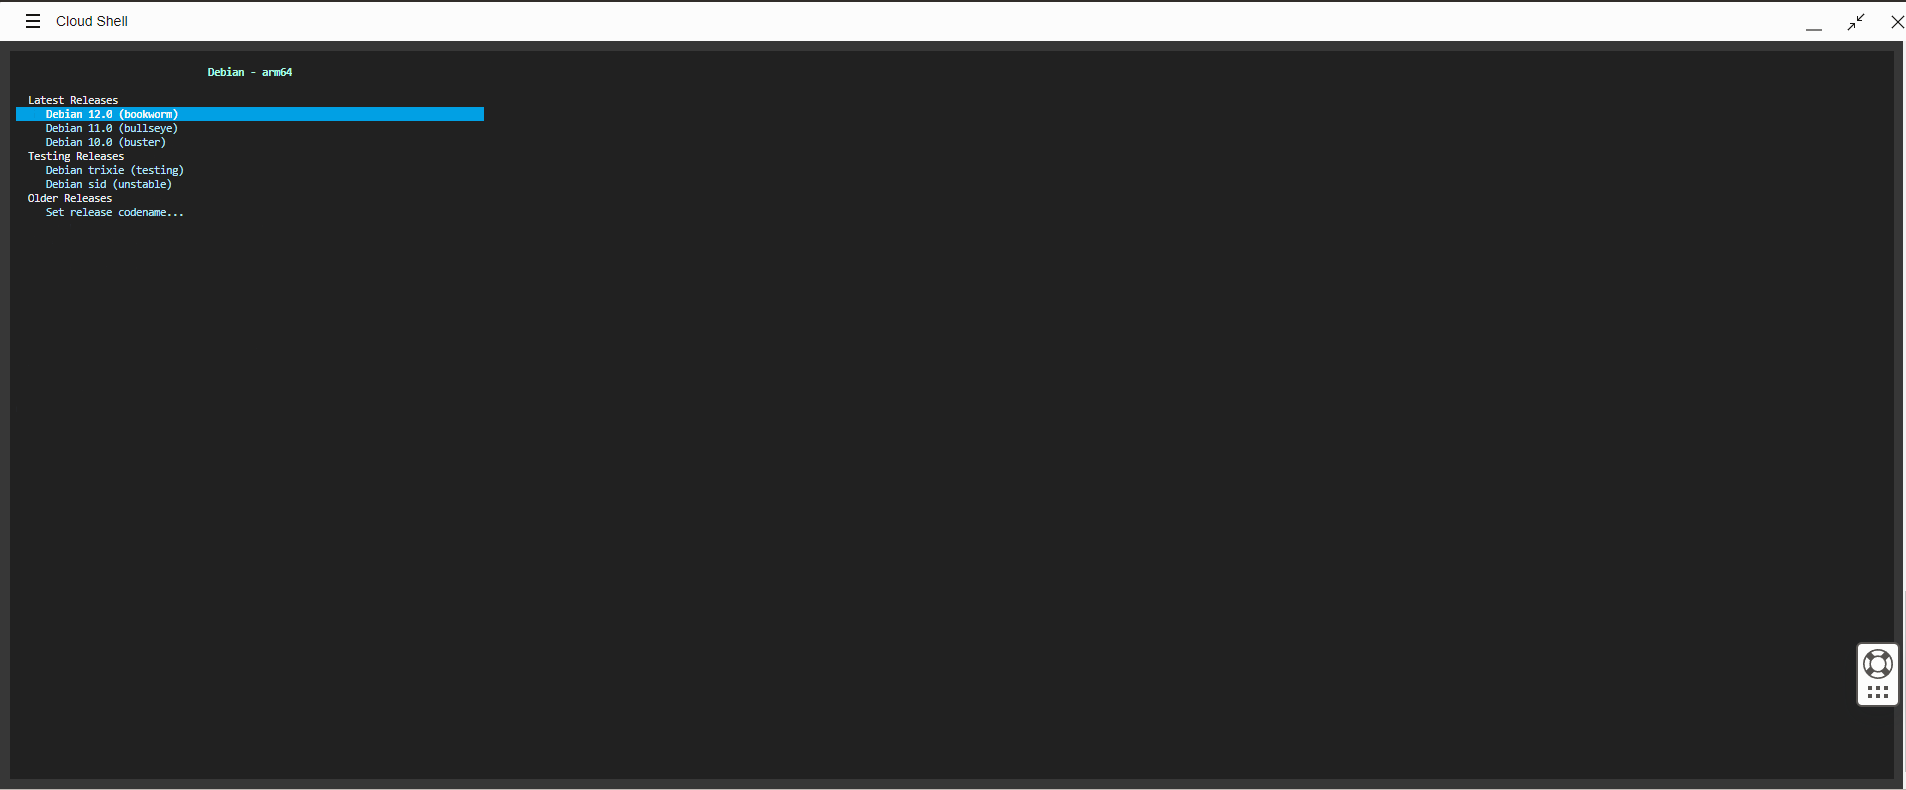 Cloud Shell
Debian - arm64
Latest Releases
Debian 12.0 (bookworm)
Debian 11.0 (bullseye)
Debian 10.0 (buster)
Testing Releases
Debian trixie (testing)
Debian sid (unstable)
Older Releases
Set release codename...